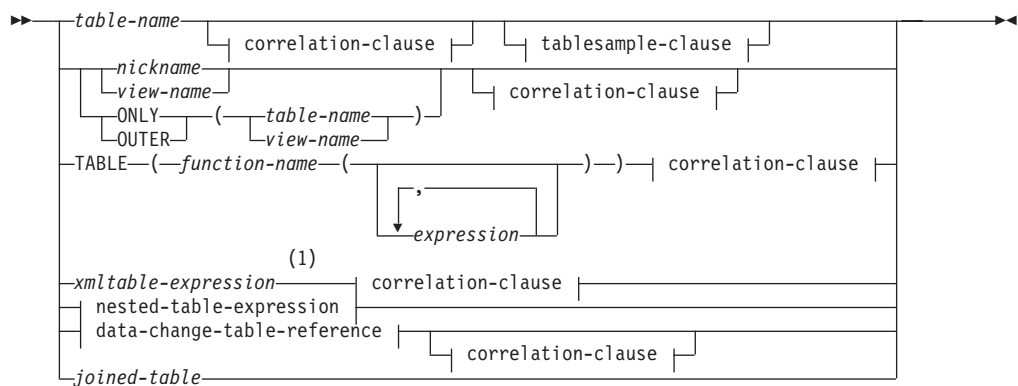 table-name
correlation-clause tablesample-clause
nickname
view-name correlation-clause
ONLY ( table-name )
OUTER view-name
TABLE ( function-name ( ) ) correlation-clause
,
expression
(1)
xmltable-expression correlation-clause
nested-table-expression
data-change-table-reference
correlation-clause
joined-table